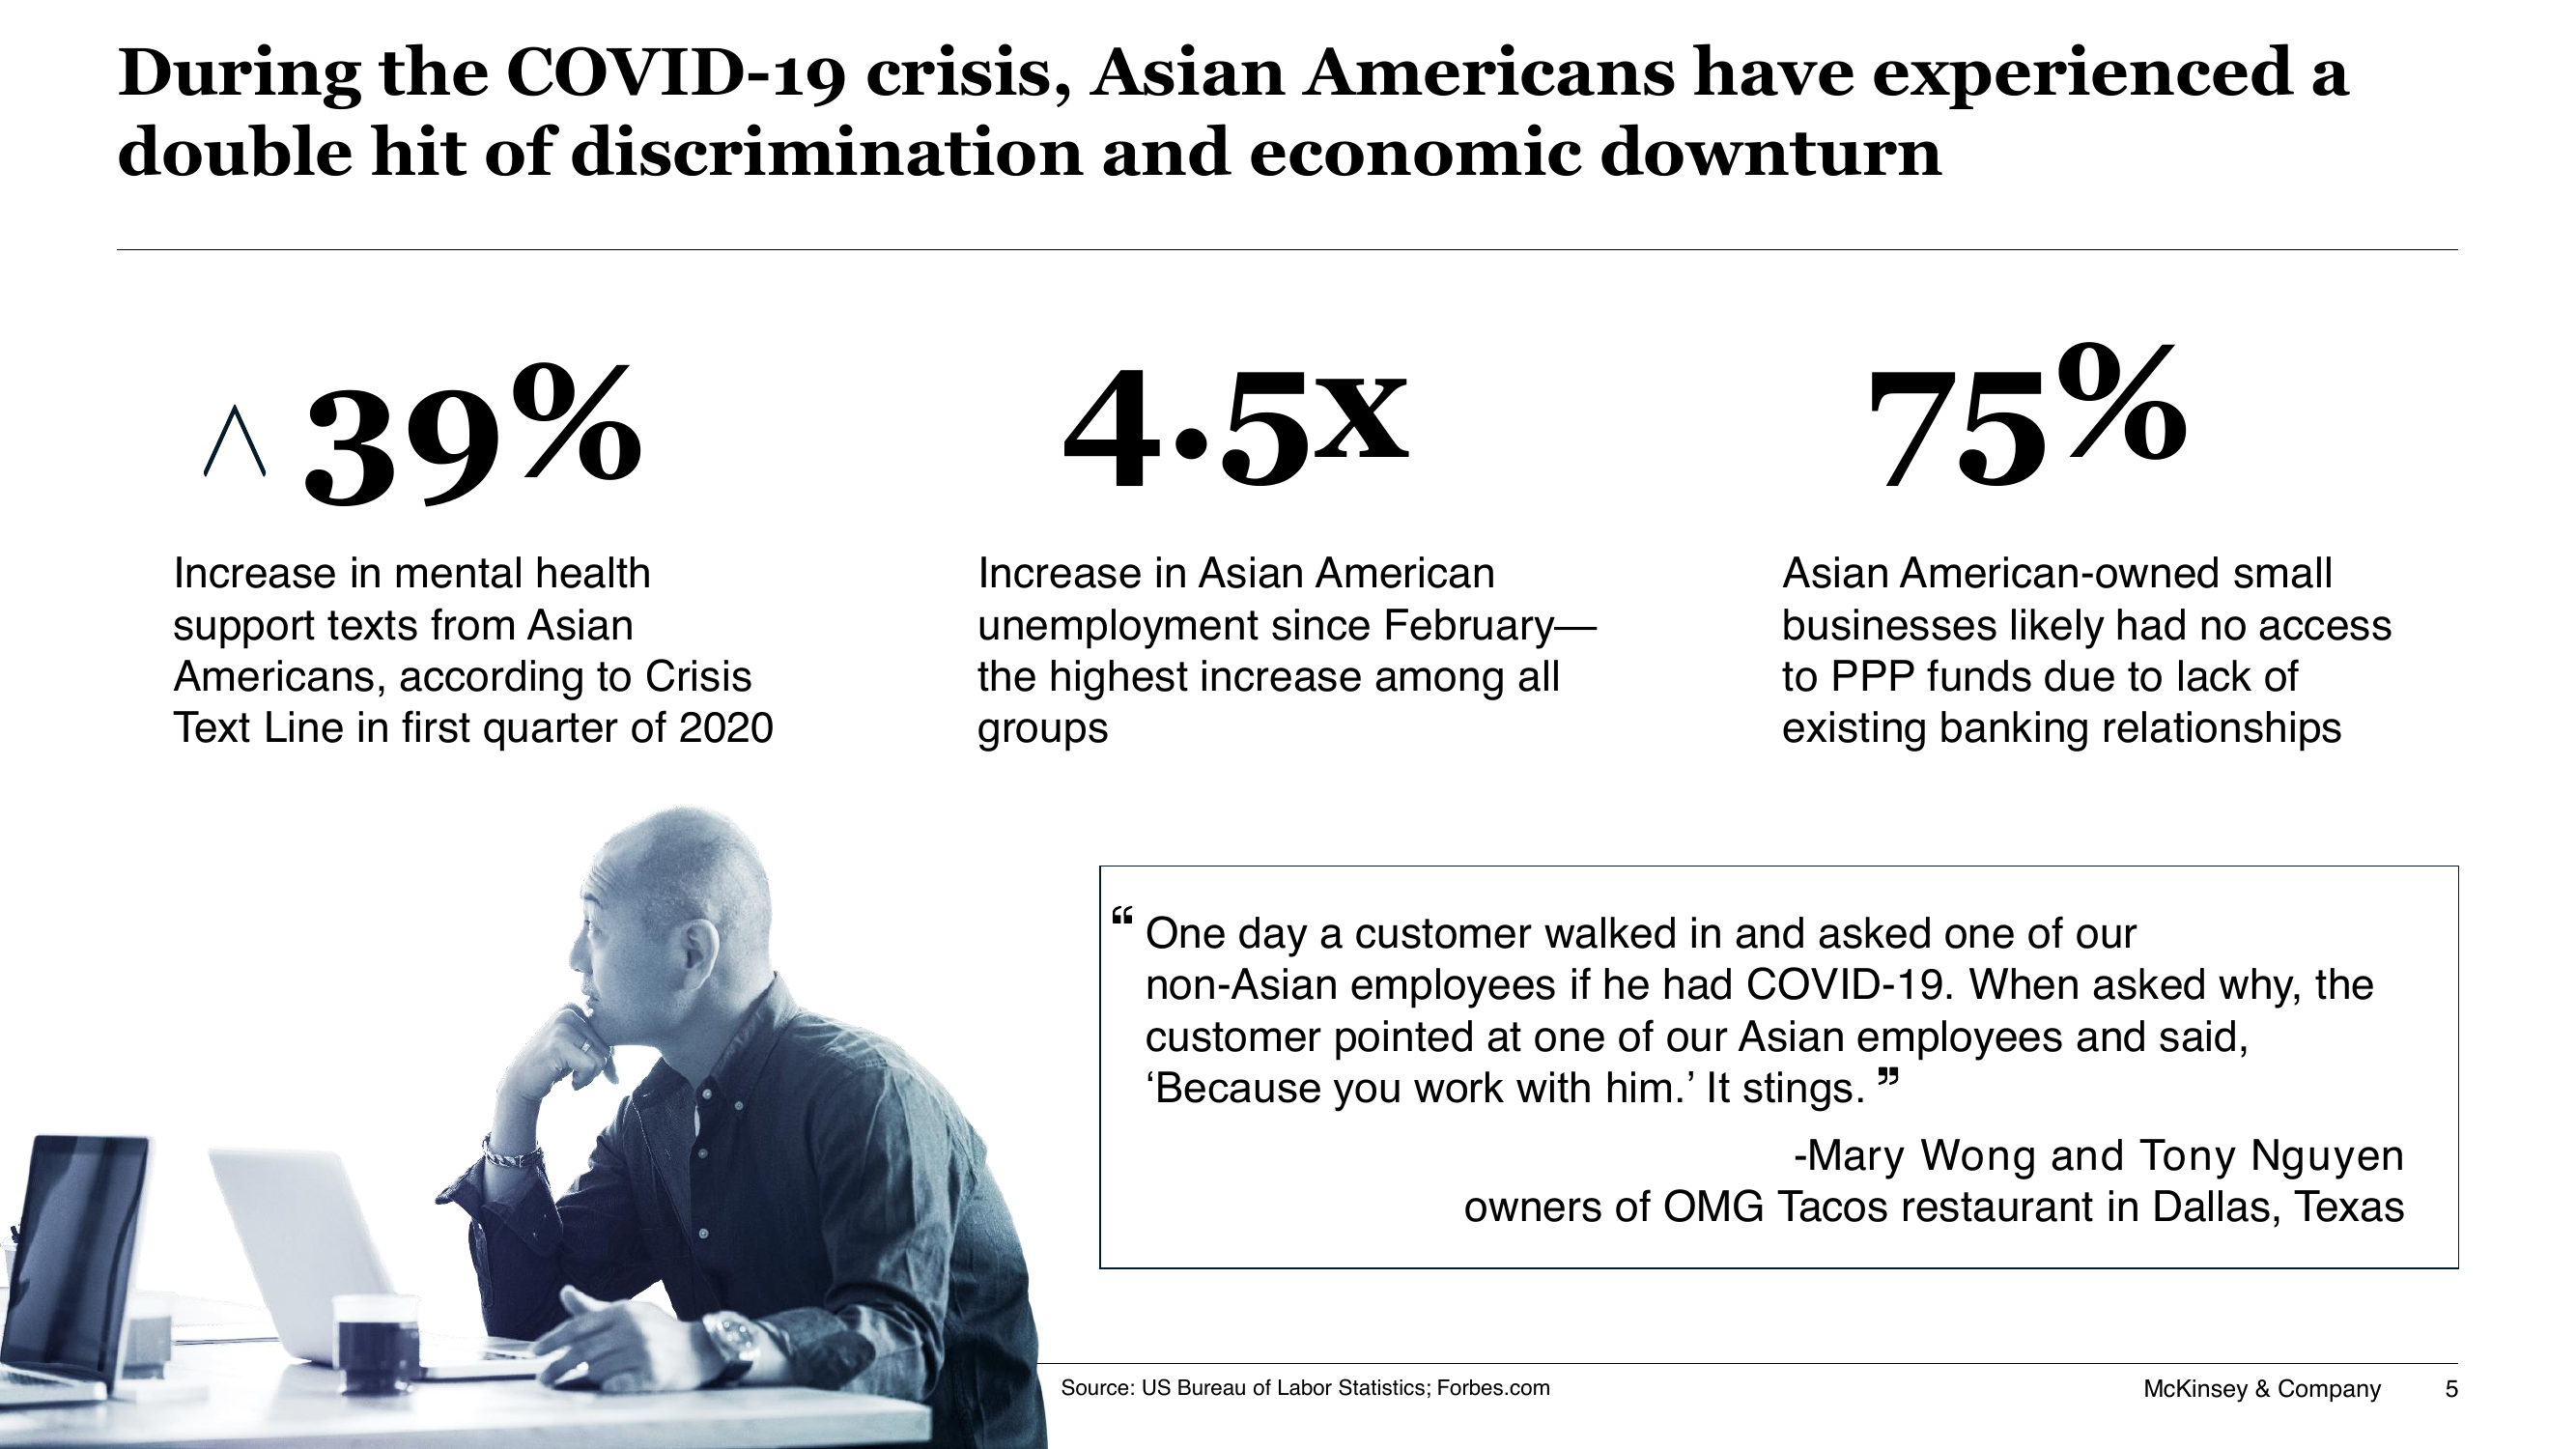 During the COVID-19 crisis, Asian Americans have experienced a
double hit of discrimination and economic downturn
39%
4.5x
75%
Increase in mental health
support texts from Asian
Americans, according to Crisis
Text Line in first quarter of 2020
Increase in Asian American
unemployment since February—
the highest increase among all
groups
Asian American-owned small
businesses likely had no access
to PPP funds due to lack of
existing banking relationships
“ One day a customer walked in and asked one of our
non-Asian employees if he had COVID-19. When asked why, the
customer pointed at one of our Asian employees and said,
‘Because you work with him.’ It stings. ”
-Mary Wong and Tony Nguyen
owners of OMG Tacos restaurant in Dallas, Texas
Source: US Bureau of Labor Statistics; Forbes.com
McKinsey & Company 5